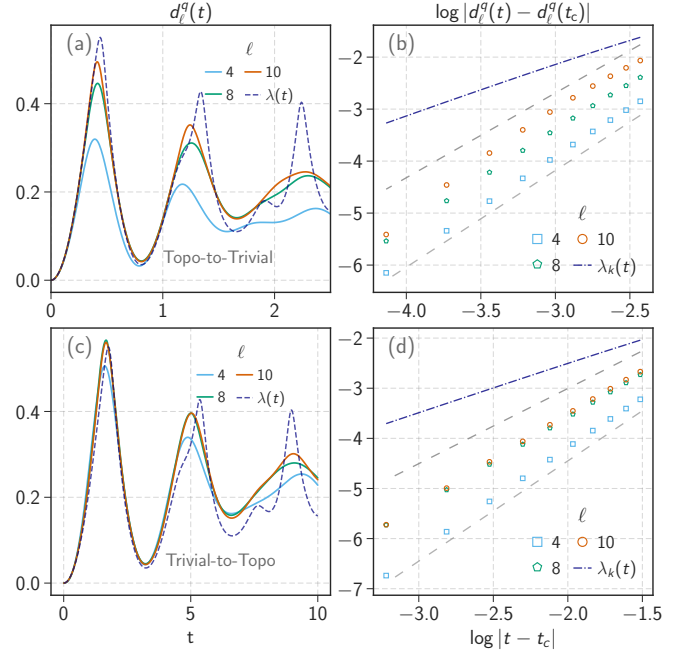 d_ℓ^q(t)
log |d_ℓ^q(t) − d_ℓ^q(t_c)|
(a)
ℓ
4 10
8 λ(t)
0.4
0.2
0.0
Topo-to-Trivial
0 1 2
(b)
−2
−3
−4
−5
−6
ℓ
4 10
8 λ_k(t)
−4.0 −3.5 −3.0 −2.5
(c)
ℓ
4 10
8 λ(t)
0.4
0.2
0.0
Trivial-to-Topo
0 5 10
t
(d)
−2
−3
−4
−5
−6
−7
ℓ
4 10
8 λ_k(t)
−3.0 −2.5 −2.0 −1.5
log |t − t_c|